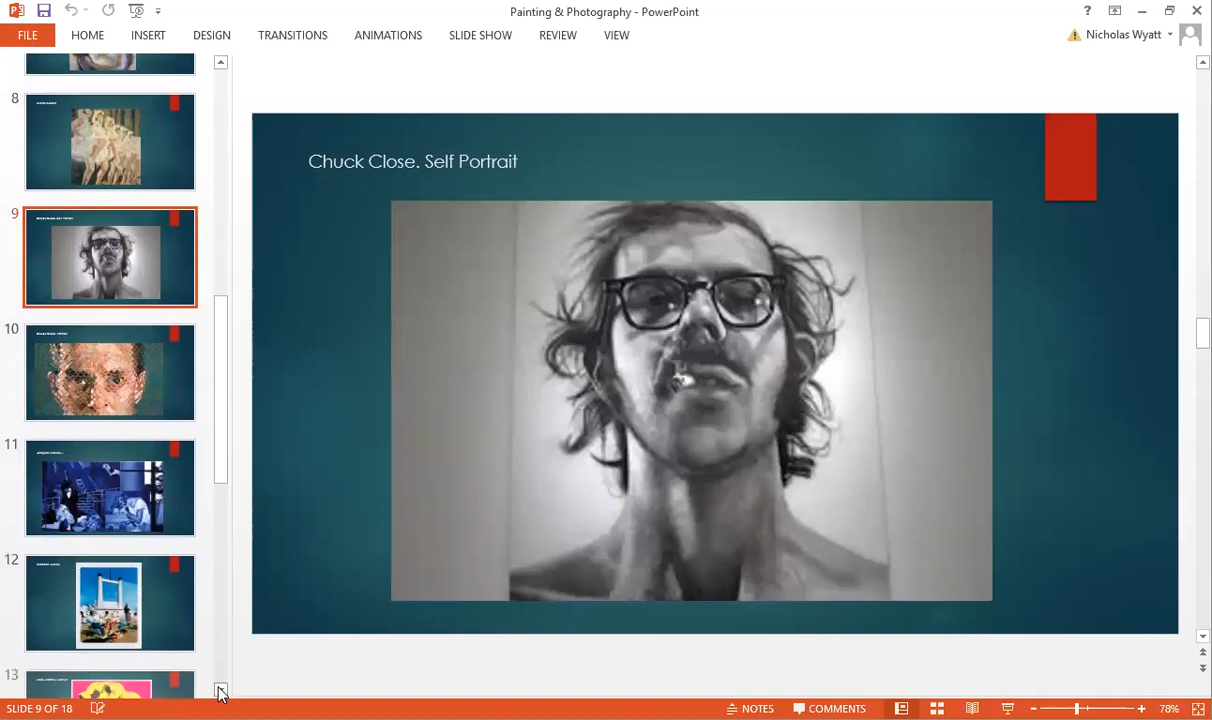 Painting & Photography - PowerPoint
?
FILE HOME INSERT DESIGN TRANSITIONS ANIMATIONS SLIDE SHOW REVIEW VIEW
Nicholas Wyatt
8
9
10
11
12
13
Chuck Close. Self Portrait
SLIDE 9 OF 18
NOTES
COMMENTS
78%